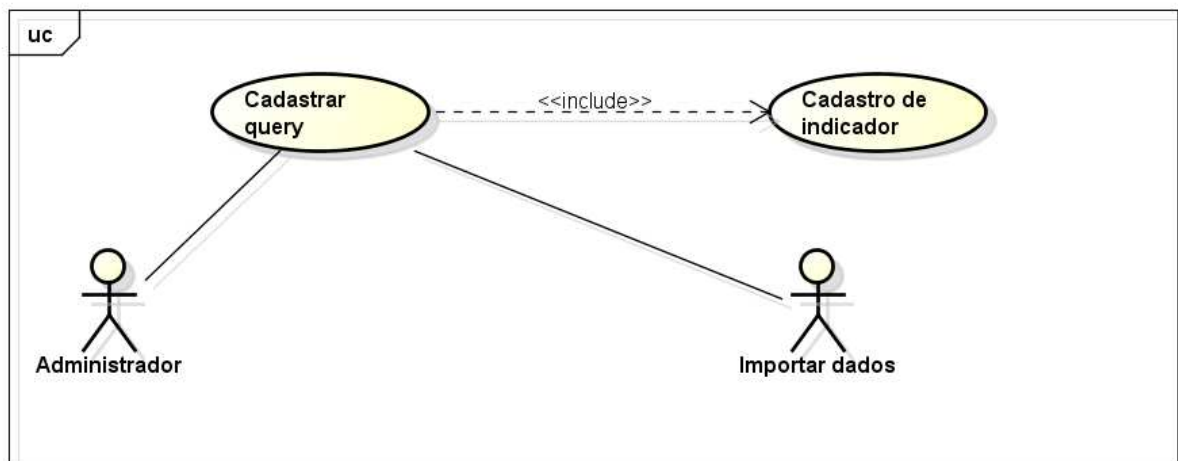 uc
Cadastrar
query
<<include>>
Cadastro de
indicador
Administrador
Importar dados